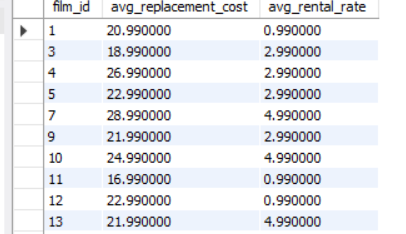 film_id avg_replacement_cost avg_rental_rate
1 20.990000 0.990000
3 18.990000 2.990000
4 26.990000 2.990000
5 22.990000 2.990000
7 28.990000 4.990000
9 21.990000 2.990000
10 24.990000 4.990000
11 16.990000 0.990000
12 22.990000 0.990000
13 21.990000 4.990000